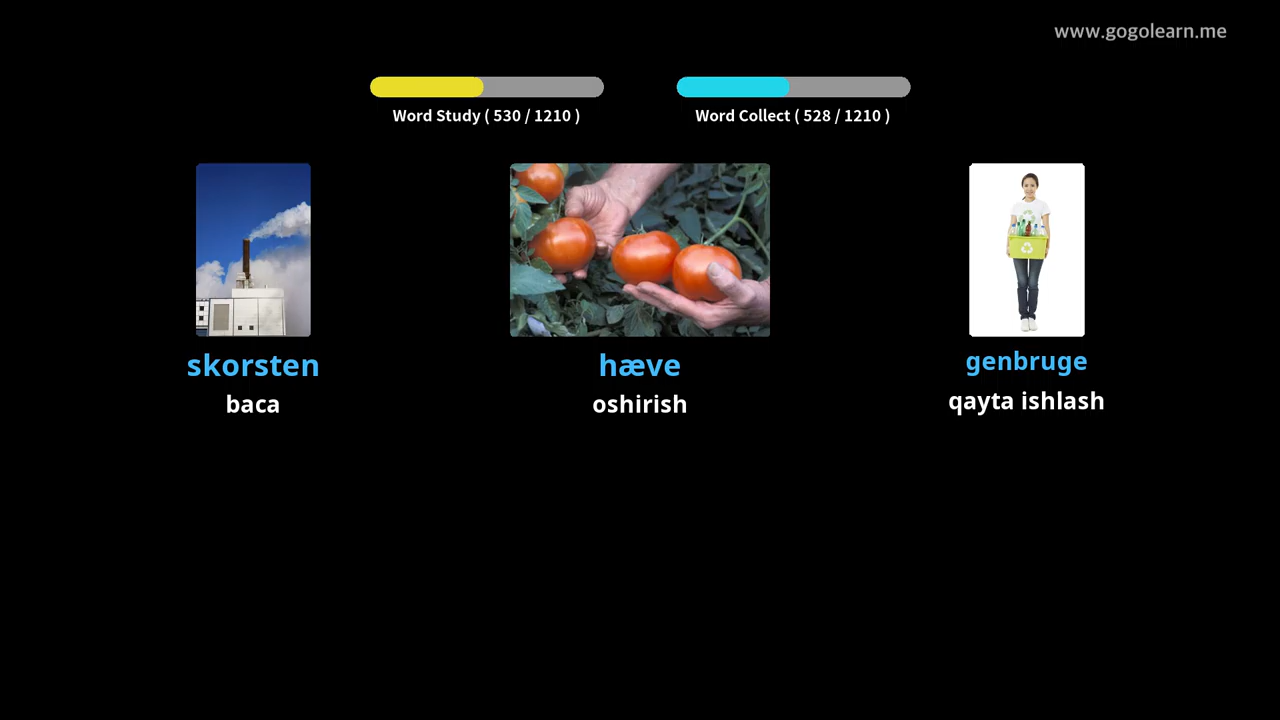 www.gogolearn.me
Word Study ( 530 / 1210 )
Word Collect ( 528 / 1210 )
skorsten
baca
hæve
oshirish
genbruge
qayta ishlash